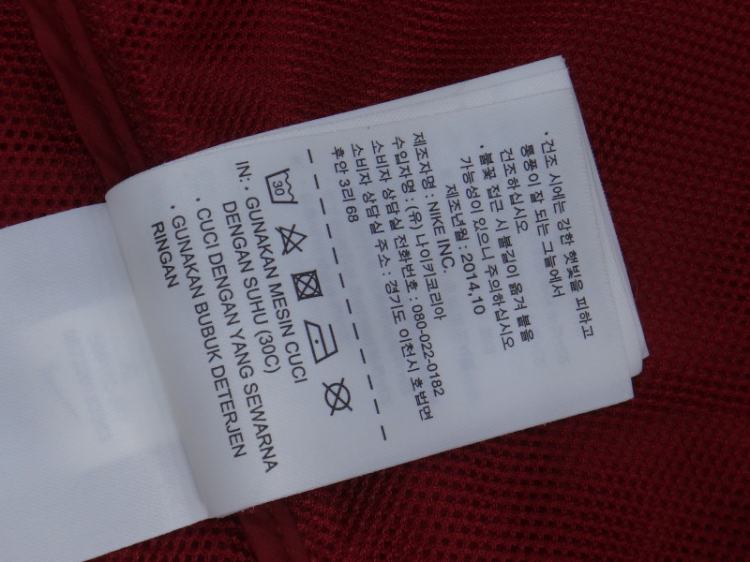 · 건조 시에는 강한 햇빛을 피하고
통풍이 잘 되는 그늘에서
건조하십시오
· 불꽃 접근 시 불길이 옮겨 붙을
가능성이 있으니 주의하십시오
제조년월 : 2014.10
제조자명 : NIKE INC.
수입자명 : (유) 나이키코리아
소비자 상담실 전화번호 : 080-022-0182
소비자 상담실 주소 : 경기도 이천시 호법면
후안 3리/68
30
IN: · GUNAKAN MESIN CUCI
DENGAN SUHU (30C)
· CUCI DENGAN YANG SEWARNA
· GUNAKAN BUBUK DETERJEN
RINGAN